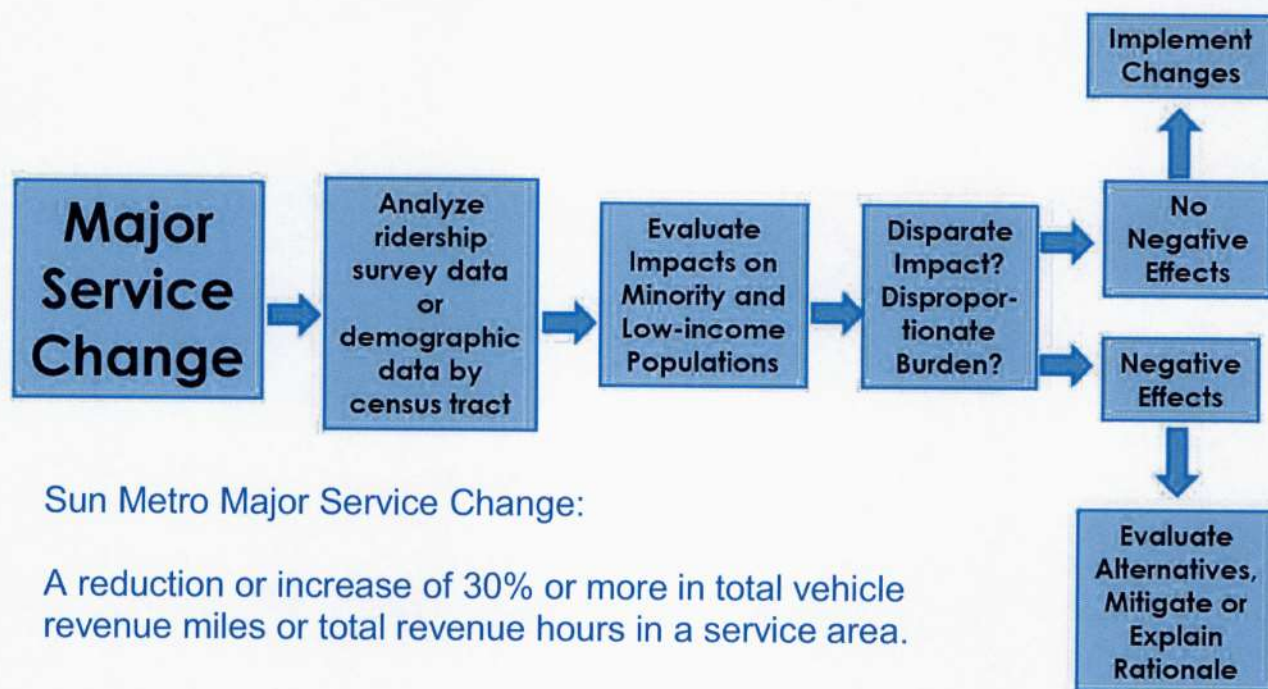 Major
Service
Change
Analyze
ridership
survey data
or
demographic
data by
census tract
Evaluate
Impacts on
Minority and
Low-income
Populations
Disparate
Impact?
Dispropor-
tionate
Burden?
No
Negative
Effects
Implement
Changes
Negative
Effects
Evaluate
Alternatives,
Mitigate or
Explain
Rationale
Sun Metro Major Service Change:
A reduction or increase of 30% or more in total vehicle
revenue miles or total revenue hours in a service area.